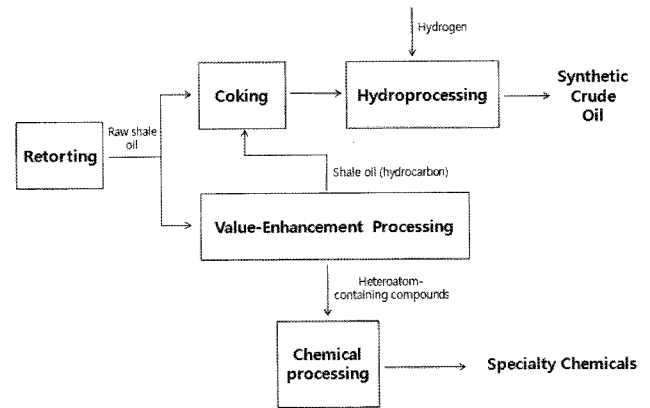 Hydrogen
Coking
Hydroprocessing
Synthetic
Crude
Oil
Retorting
Raw shale
oil
Shale oil (hydrocarbon)
Value-Enhancement Processing
Heteroatom-
containing compounds
Chemical
processing
Specialty Chemicals